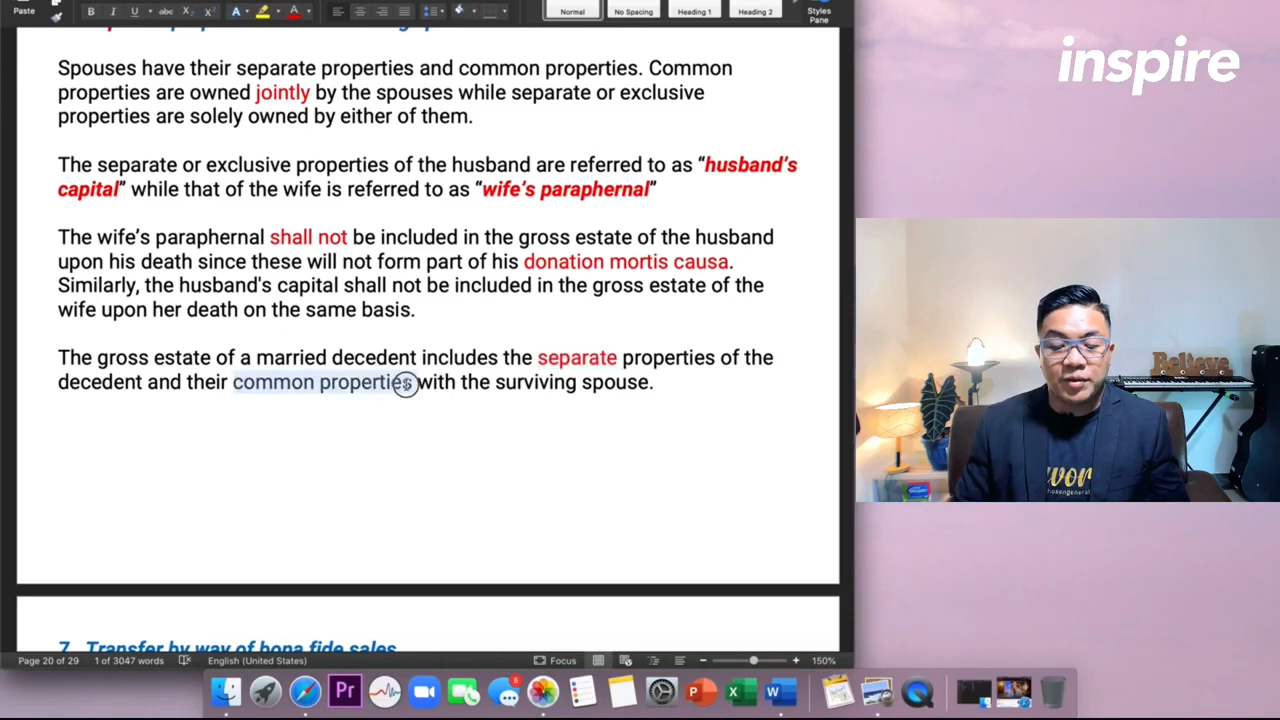 Paste
B I U abc X₂ X² A A
Normal No Spacing Heading 1 Heading 2 Styles Pane
inspire
Spouses have their separate properties and common properties. Common
properties are owned jointly by the spouses while separate or exclusive
properties are solely owned by either of them.
The separate or exclusive properties of the husband are referred to as “husband’s
capital” while that of the wife is referred to as “wife’s paraphernal”
The wife’s paraphernal shall not be included in the gross estate of the husband
upon his death since these will not form part of his donation mortis causa.
Similarly, the husband's capital shall not be included in the gross estate of the
wife upon her death on the same basis.
The gross estate of a married decedent includes the separate properties of the
decedent and their common properties with the surviving spouse.
Believe
7. Transfer by way of bona fide sales
Page 20 of 29 1 of 3047 words English (United States) Focus 150%
Pr 5 P X W